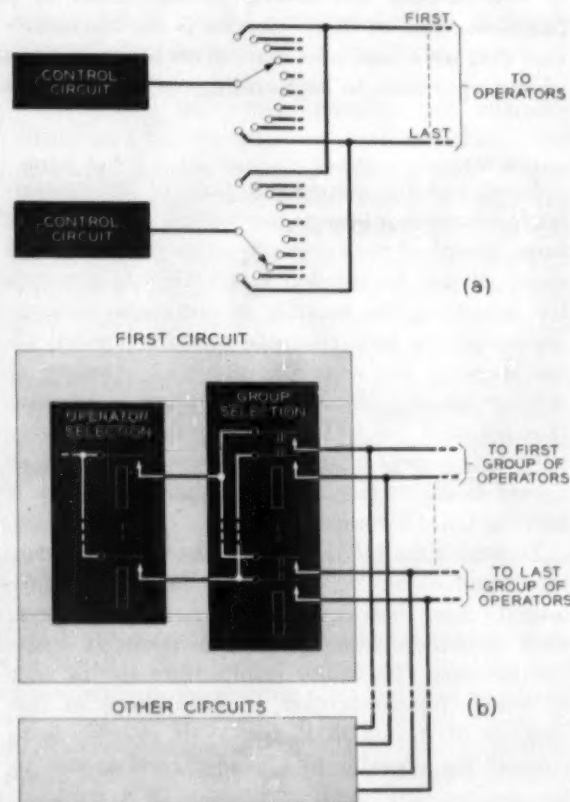 FIRST
CONTROL
CIRCUIT
TO
OPERATORS
LAST
CONTROL
CIRCUIT
(a)
FIRST CIRCUIT
OPERATOR
SELECTION
GROUP
SELECTION
TO FIRST
GROUP OF
OPERATORS
TO LAST
GROUP OF
OPERATORS
OTHER CIRCUITS
(b)